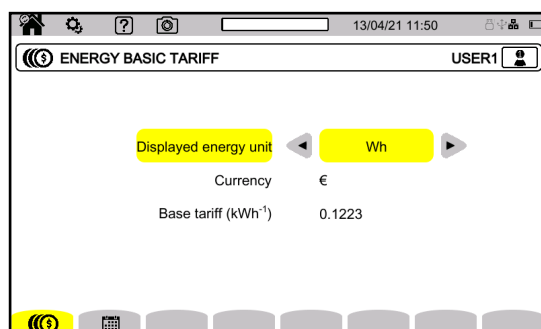 13/04/21 11:50
ENERGY BASIC TARIFF USER1
Displayed energy unit Wh
Currency €
Base tariff (kWh⁻¹) 0.1223